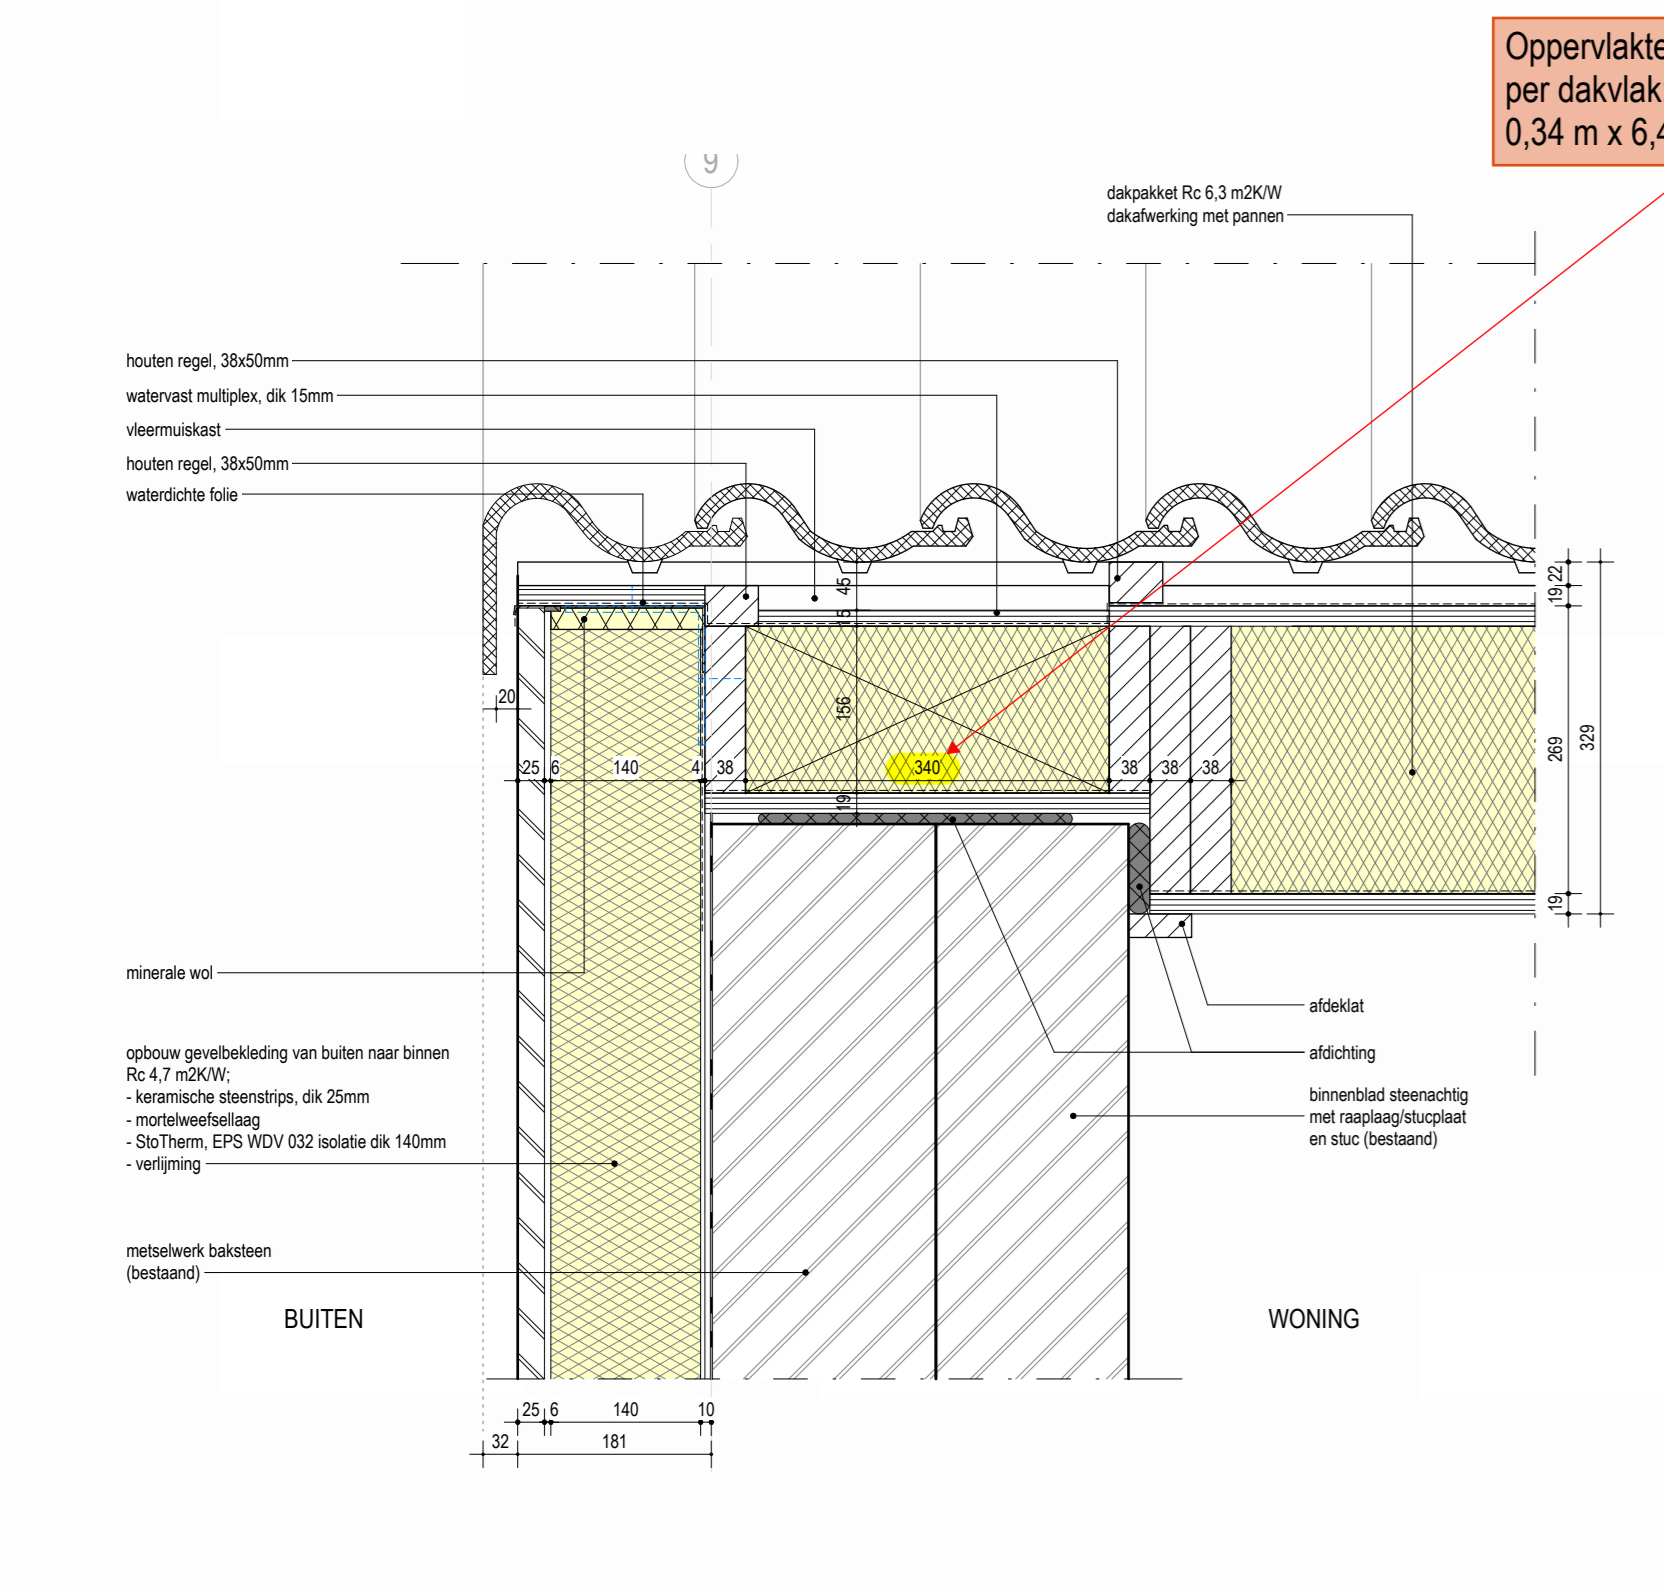 Oppervlakte
per dakvlak
0,34 m x 6,4
9
dakpakket Rc 6,3 m2K/W
dakafwerking met pannen
houten regel, 38x50mm
watervast multiplex, dik 15mm
vleermuiskast
houten regel, 38x50mm
waterdichte folie
45
15
22
19
20
156
269
329
25 6 140 4 38 340 38 38 38
19
19
minerale wol
afdeklat
opbouw gevelbekleding van buiten naar binnen
Rc 4,7 m2K/W;
- keramische steenstrips, dik 25mm
- mortelweefsellaag
- StoTherm, EPS WDV 032 isolatie dik 140mm
- verlijming
afdichting
binnenblad steenachtig
met raaplaag/stucplaat
en stuc (bestaand)
metselwerk baksteen
(bestaand)
BUITEN
WONING
25 6 140 10
32 181